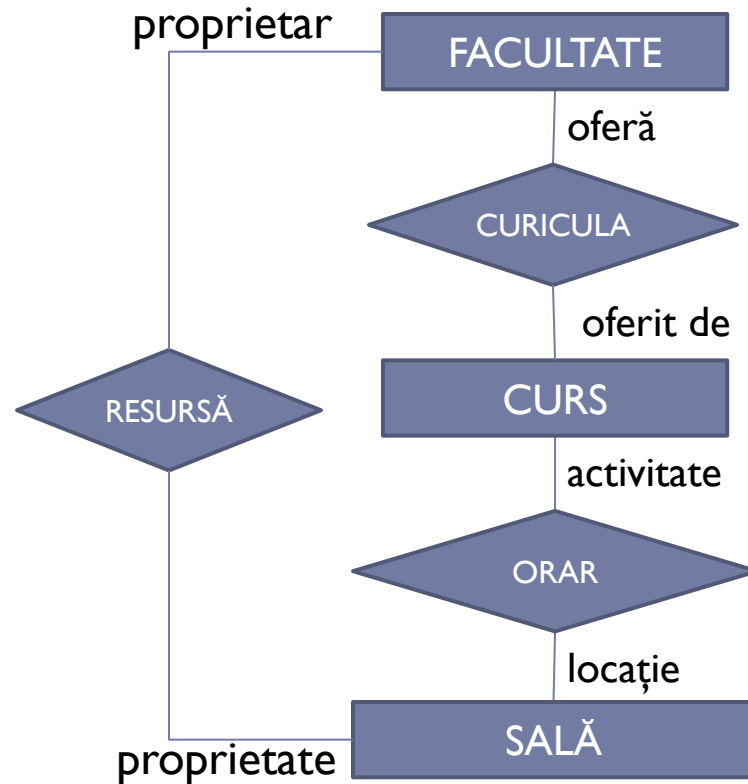 proprietar
FACULTATE
oferă
CURICULA
oferit de
RESURSĂ
CURS
activitate
ORAR
locație
SALĂ
proprietate